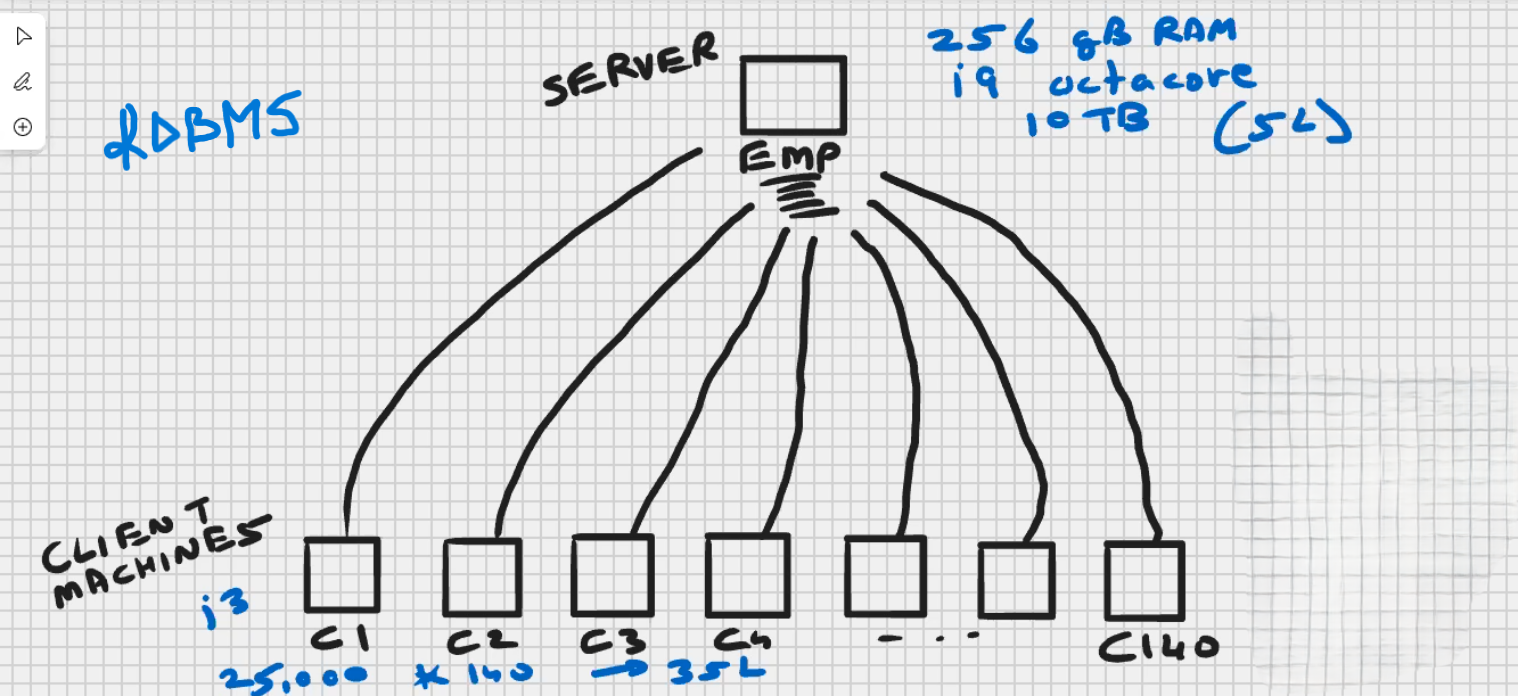 RDBMS
SERVER
256 gB RAM
i9 octacore
10 TB (5L)
EMP
CLIENT
MACHINES
i3
C1 C2 C3 C4 - . . C140
25,000 * 140 → 35L